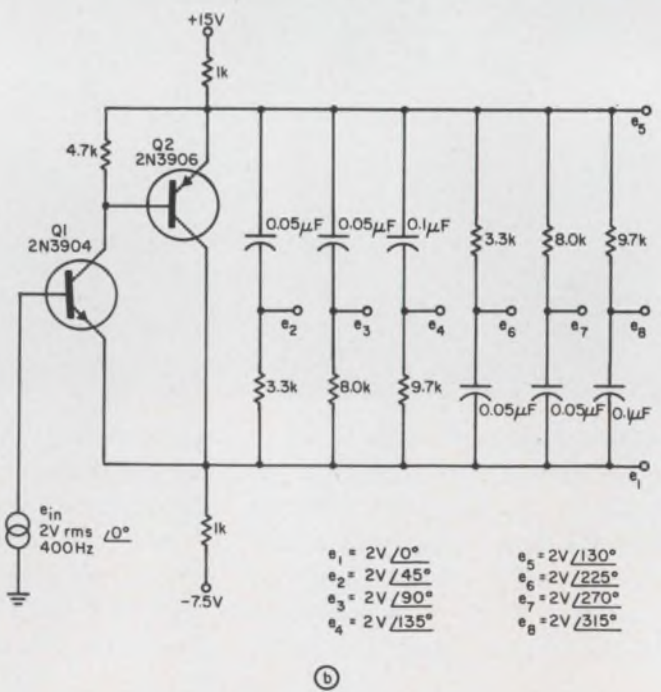 +15V
1k
4.7k
Q2
2N3906
Q1
2N3904
0.05μF
0.05μF
0.1μF
3.3k
8.0k
9.7k
e5
e2
e3
e4
e6
e7
e8
3.3k
8.0k
9.7k
0.05μF
0.05μF
0.1μF
e1
ein
2V rms /0°
400Hz
1k
-7.5V
e1 = 2V /0°
e2 = 2V /45°
e3 = 2V /90°
e4 = 2V /135°
e5 = 2V /130°
e6 = 2V /225°
e7 = 2V /270°
e8 = 2V /315°
b